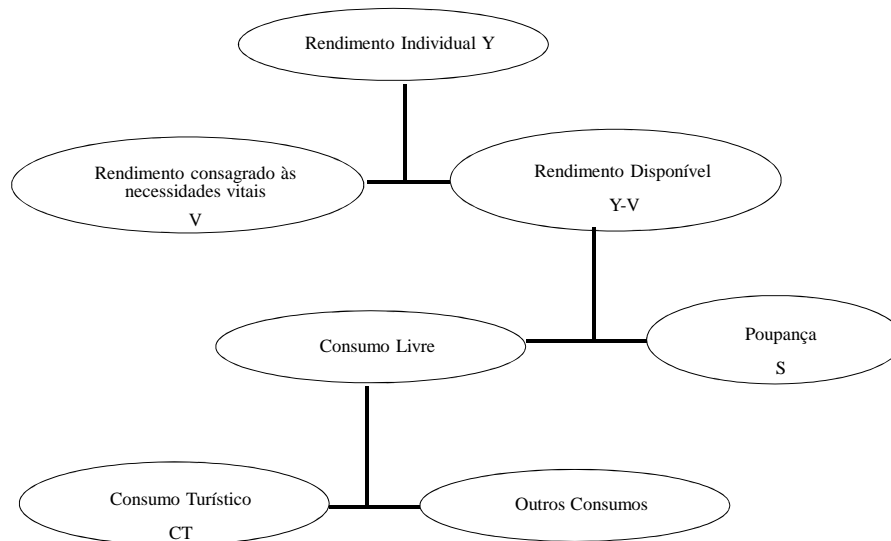 Rendimento Individual Y
Rendimento consagrado às
necessidades vitais
V
Rendimento Disponível
Y-V
Consumo Livre
Poupança
S
Consumo Turístico
CT
Outros Consumos